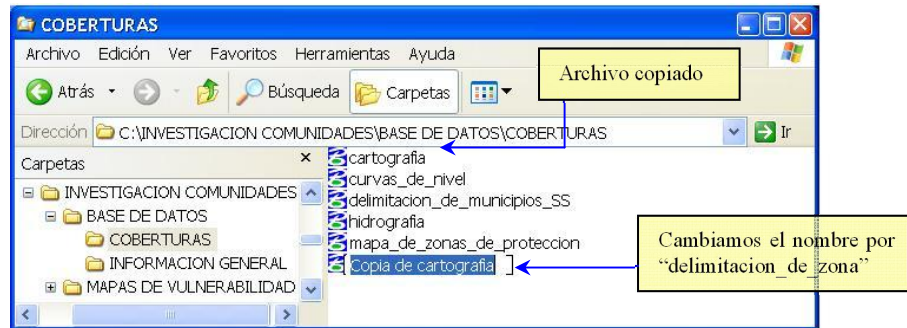 COBERTURAS
Archivo Edición Ver Favoritos Herramientas Ayuda
Archivo copiado
Atrás Búsqueda Carpetas
Dirección C:\INVESTIGACION COMUNIDADES\BASE DE DATOS\COBERTURAS Ir
Carpetas x
INVESTIGACION COMUNIDADES
BASE DE DATOS
COBERTURAS
INFORMACION GENERAL
MAPAS DE VULNERABILIDAD
cartografia
curvas_de_nivel
delimitacion_de_municipios_SS
hidrografia
mapa_de_zonas_de_proteccion
Copia de cartografia
Cambiamos el nombre por
“delimitacion_de_zona”